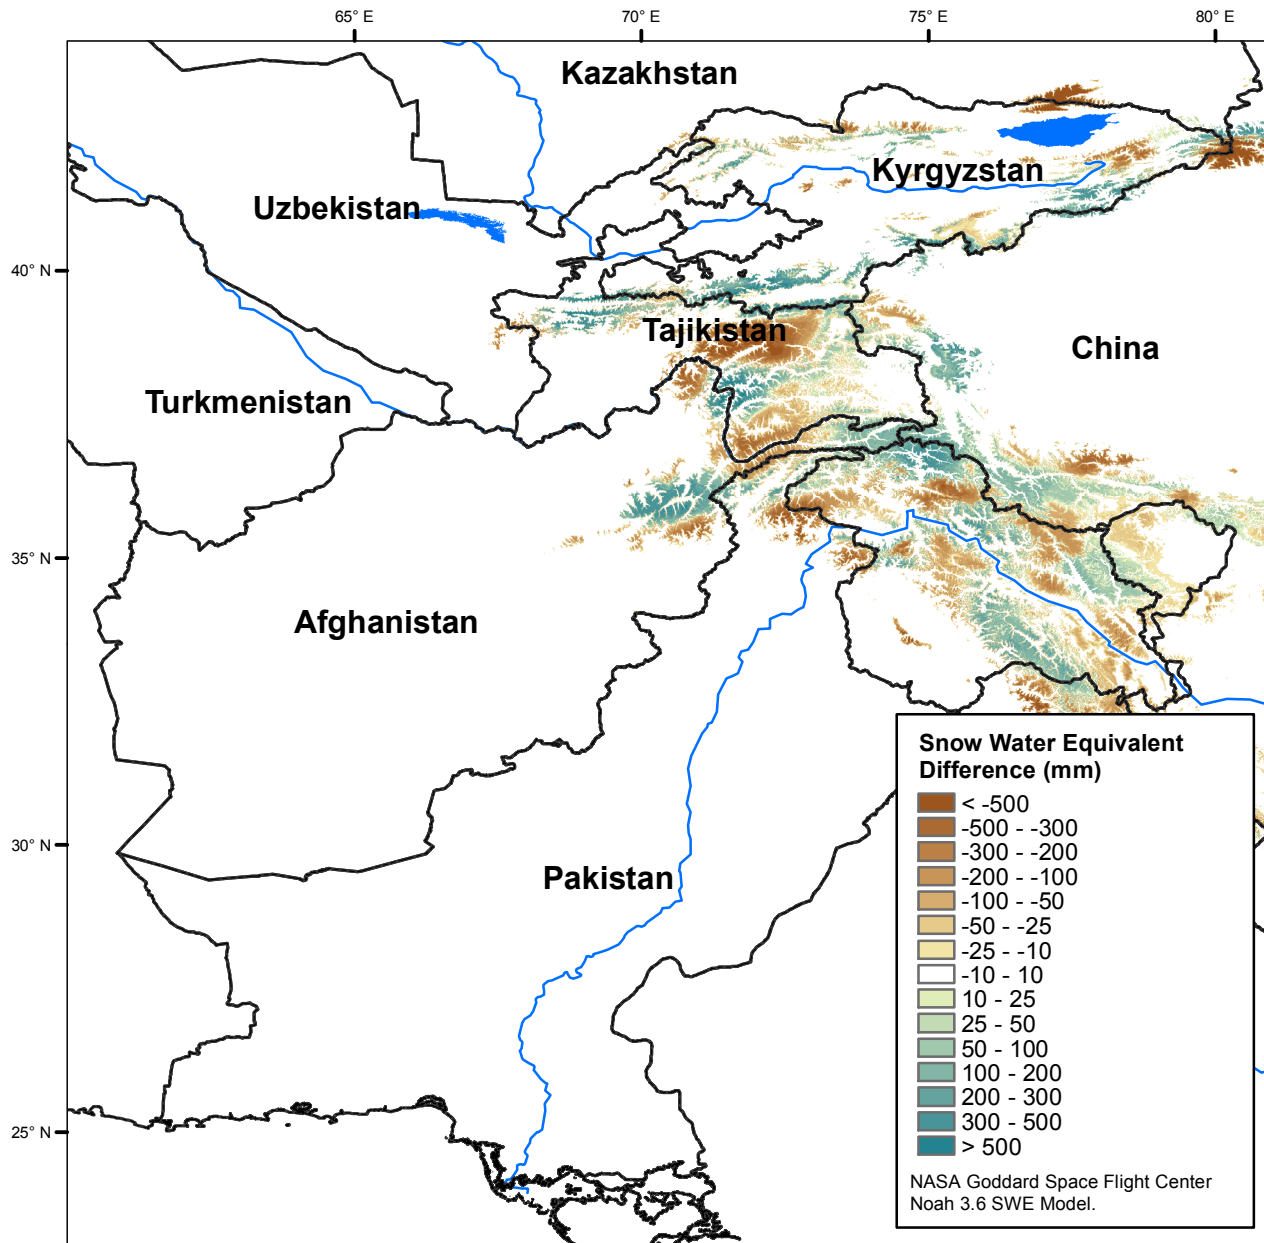 65° E
70° E
75° E
80° E
Kazakhstan
Kyrgyzstan
Uzbekistan
40° N
Tajikistan
China
Turkmenistan
35° N
Afghanistan
Snow Water Equivalent
Difference (mm)
< -500
-500 - -300
-300 - -200
-200 - -100
-100 - -50
-50 - -25
-25 - -10
-10 - 10
10 - 25
25 - 50
50 - 100
100 - 200
200 - 300
300 - 500
> 500
30° N
Pakistan
25° N
NASA Goddard Space Flight Center
Noah 3.6 SWE Model.